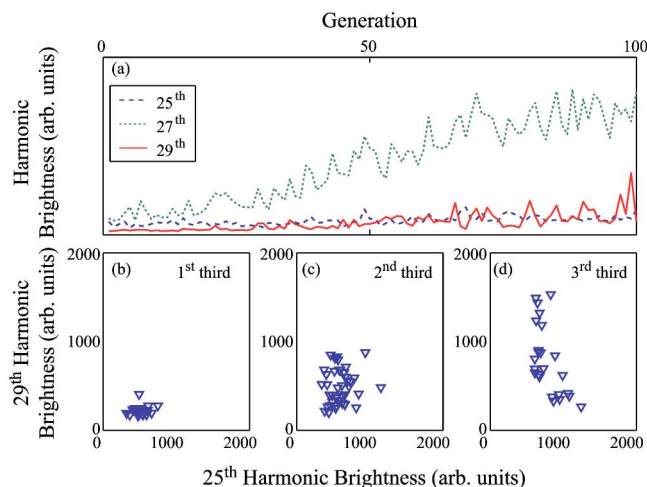 Generation
0 50 100
Harmonic
Brightness (arb. units)
(a)
25th
27th
29th
29th Harmonic
Brightness (arb. units)
2000 2000 2000
(b) 1st third (c) 2nd third (d) 3rd third
1000 1000 1000
0 0 0
0 1000 2000 0 1000 2000 0 1000 2000
25th Harmonic Brightness (arb. units)